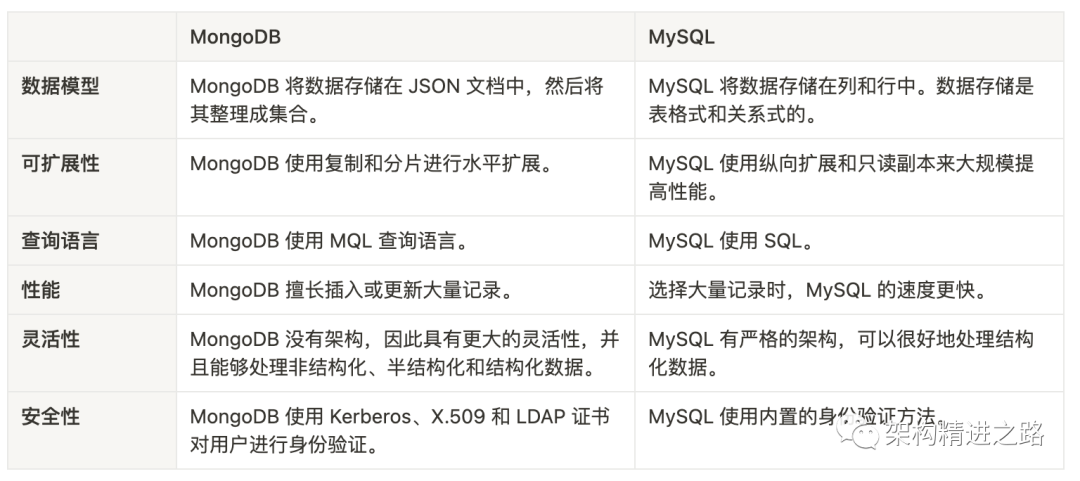 MongoDB
MySQL
数据模型
MongoDB 将数据存储在 JSON 文档中，然后将
其整理成集合。
MySQL 将数据存储在列和行中。数据存储是
表格式和关系式的。
可扩展性
MongoDB 使用复制和分片进行水平扩展。
MySQL 使用纵向扩展和只读副本来大规模提
高性能。
查询语言
MongoDB 使用 MQL 查询语言。
MySQL 使用 SQL。
性能
MongoDB 擅长插入或更新大量记录。
选择大量记录时，MySQL 的速度更快。
灵活性
MongoDB 没有架构，因此具有更大的灵活性，并
且能够处理非结构化、半结构化和结构化数据。
MySQL 有严格的架构，可以很好地处理结构
化数据。
安全性
MongoDB 使用 Kerberos、X.509 和 LDAP 证书
对用户进行身份验证。
MySQL 使用内置的身份验证方法。
架构精进之路